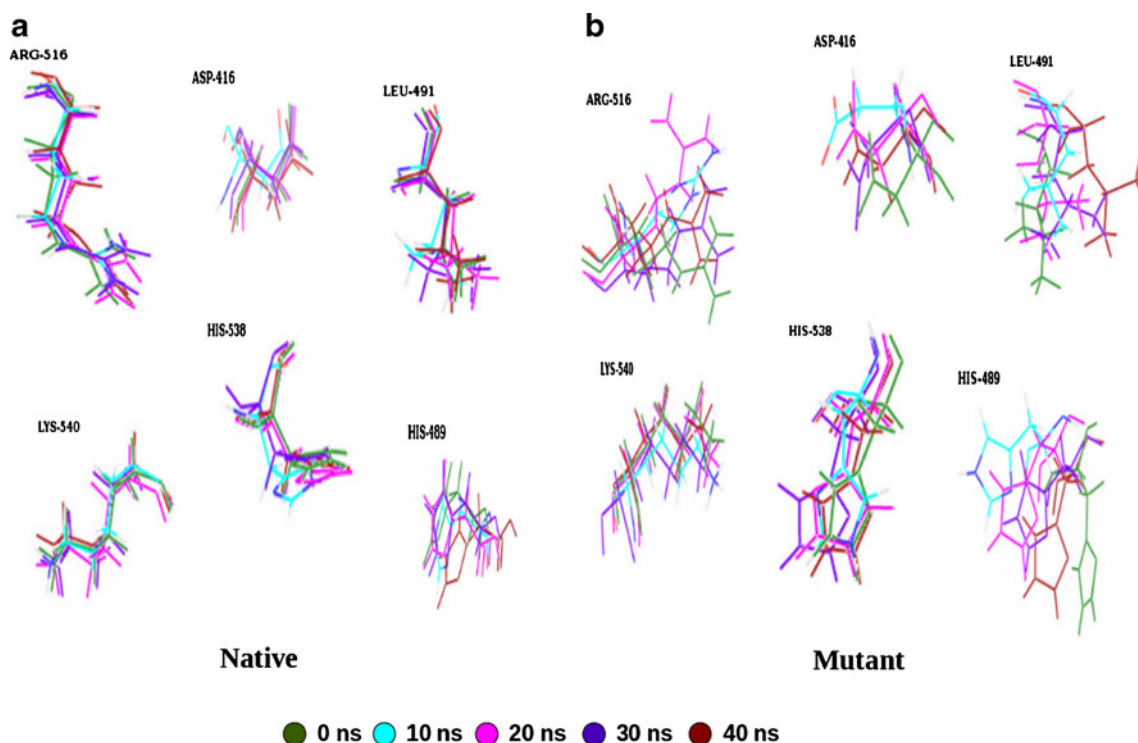 a
ARG-516
ASP-416
LEU-491
HIS-538
LYS-540
HIS-489
Native
b
ASP-416
LEU-491
ARG-516
HIS-538
LYS-540
HIS-489
Mutant
0 ns 10 ns 20 ns 30 ns 40 ns